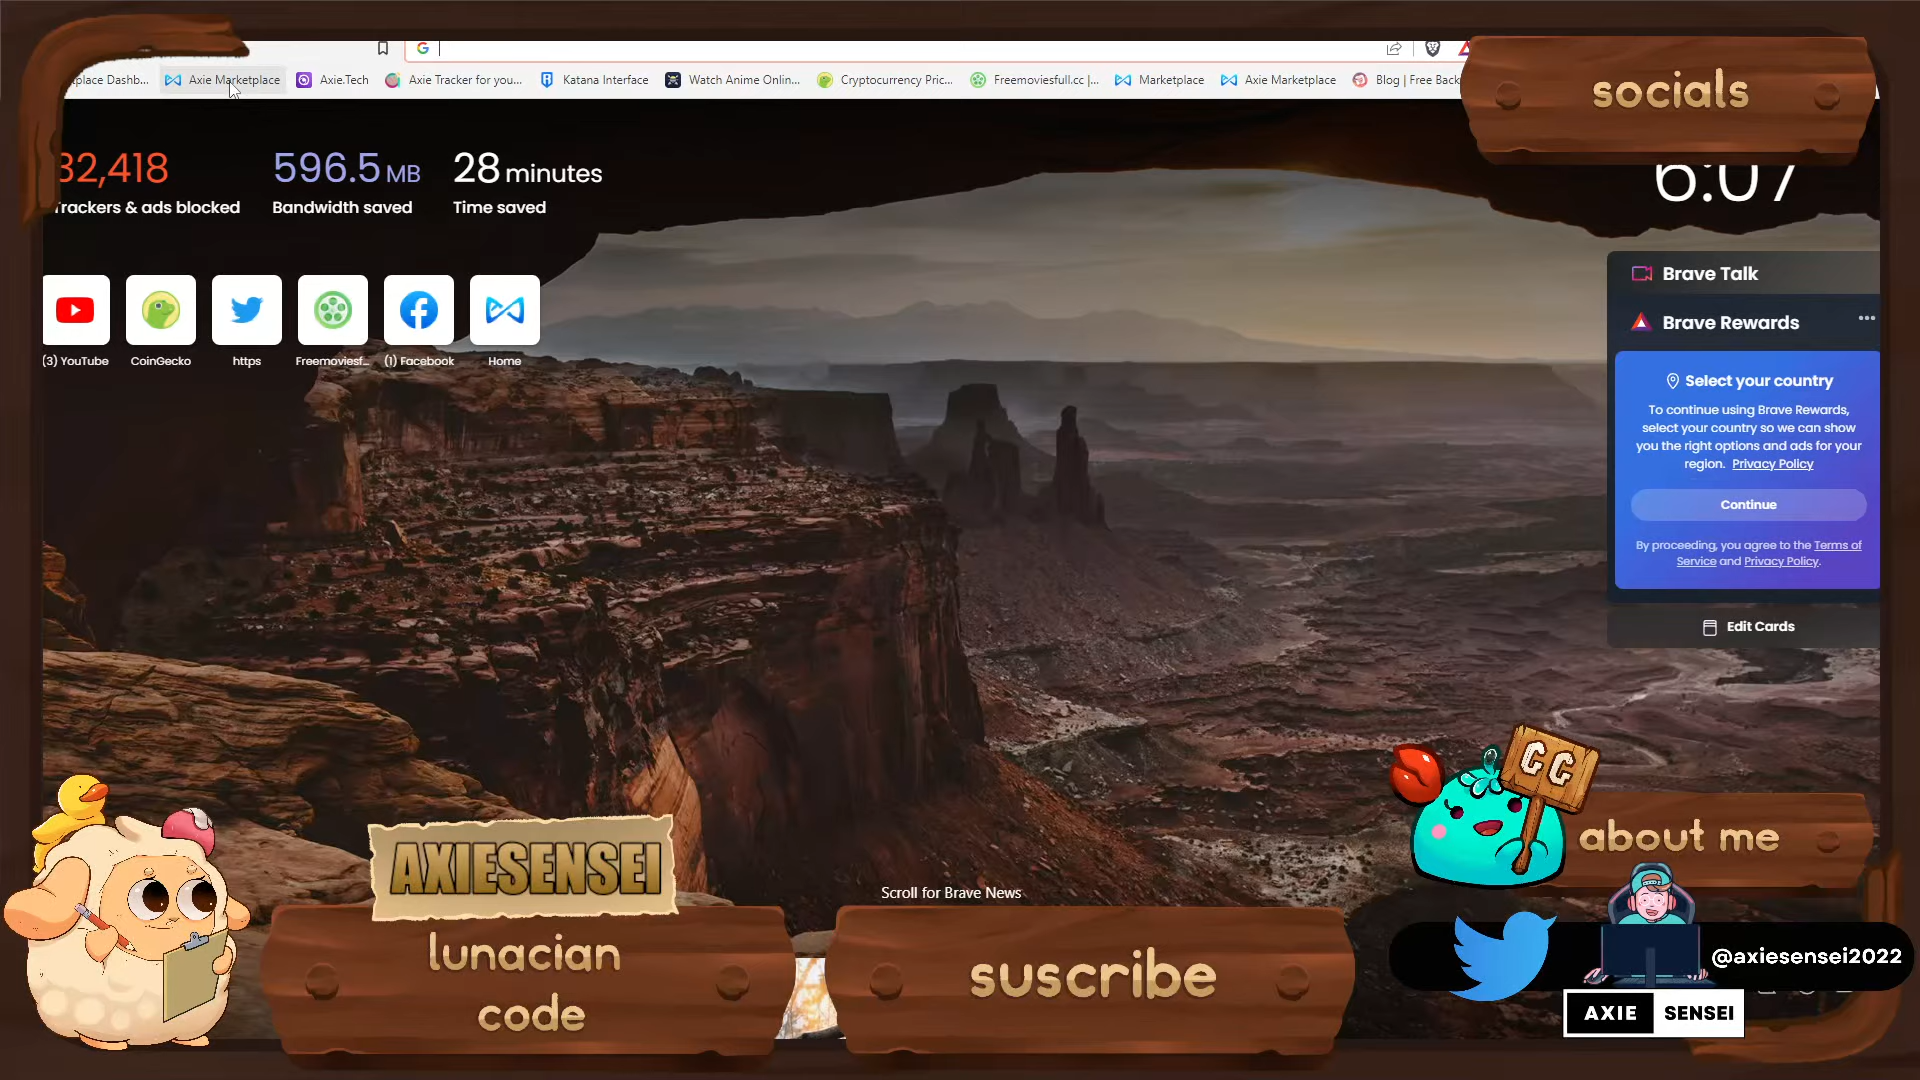 place Dashb...
Axie Marketplace
Axie.Tech
Axie Tracker for you...
Katana Interface
Watch Anime Onlin...
Cryptocurrency Pric...
Freemoviesfull.cc |...
Marketplace
Axie Marketplace
Blog | Free Back
socials
32,418
596.5 MB
28 minutes
Trackers & ads blocked
Bandwidth saved
Time saved
6:07
(3) YouTube
CoinGecko
https
Freemoviesf...
(1) Facebook
Home
Brave Talk
Brave Rewards
Select your country
To continue using Brave Rewards,
select your country so we can show
you the right options and ads for your
region. Privacy Policy
Continue
By proceeding, you agree to the Terms of
Service and Privacy Policy.
Edit Cards
CC
about me
AXIESENSEI
Scroll for Brave News
lunacian
code
suscribe
@axiesensei2022
AXIE SENSEI